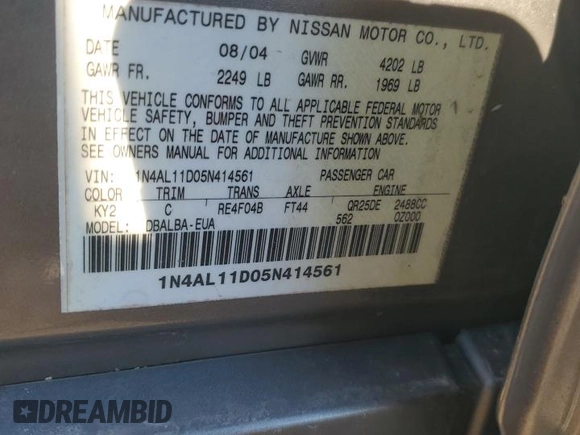 MANUFACTURED BY NISSAN MOTOR CO., LTD.
DATE 08/04 GVWR 4202 LB
GAWR FR. 2249 LB GAWR RR. 1969 LB
THIS VEHICLE CONFORMS TO ALL APPLICABLE FEDERAL MOTOR
VEHICLE SAFETY, BUMPER AND THEFT PREVENTION STANDARDS
IN EFFECT ON THE DATE OF MANUFACTURE SHOWN ABOVE.
SEE OWNERS MANUAL FOR ADDITIONAL INFORMATION
VIN: 1N4AL11D05N414561 PASSENGER CAR
COLOR TRIM TRANS AXLE ENGINE
KY2 C RE4F04B FT44 QR25DE 2488CC
MODEL: DBALBA-EUA 562 0Z000
1N4AL11D05N414561
DREAMBID